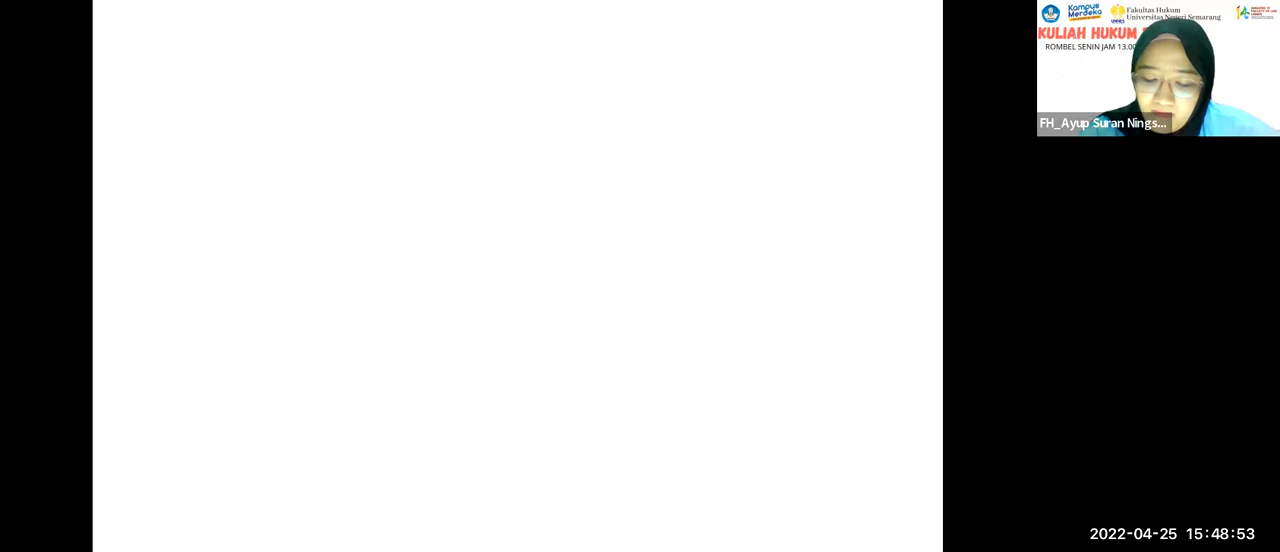 Kampus
Merdeka
UNNES
Fakultas Hukum
Universitas Negeri Semarang
KULIAH HUKUM
ROMBEL SENIN JAM 13.00
FH_Ayup Suran Nings...
2022-04-25 15:48:53